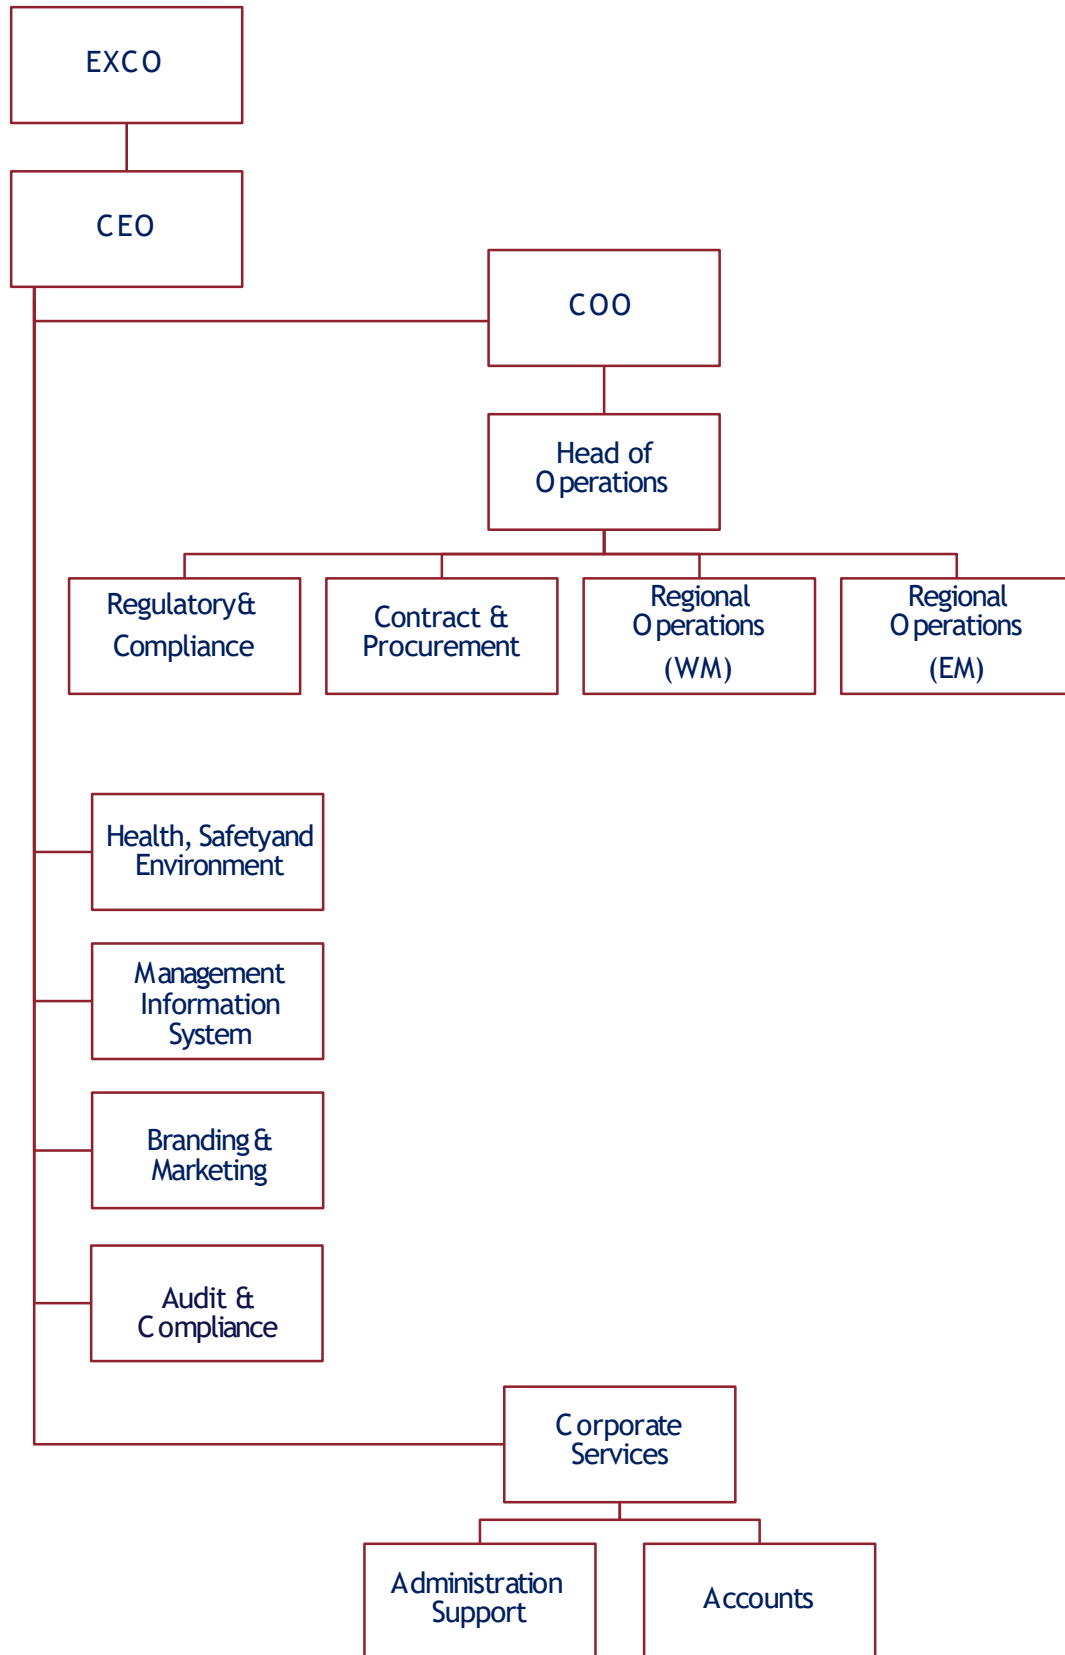 EXCO
CEO
COO
Head of
Operations
Regulatory&
Compliance
Contract &
Procurement
Regional
Operations
(WM)
Regional
Operations
(EM)
Health, Safetyand
Environment
Management
Information
System
Branding &
Marketing
Audit &
Compliance
Corporate
Services
Administration
Support
Accounts